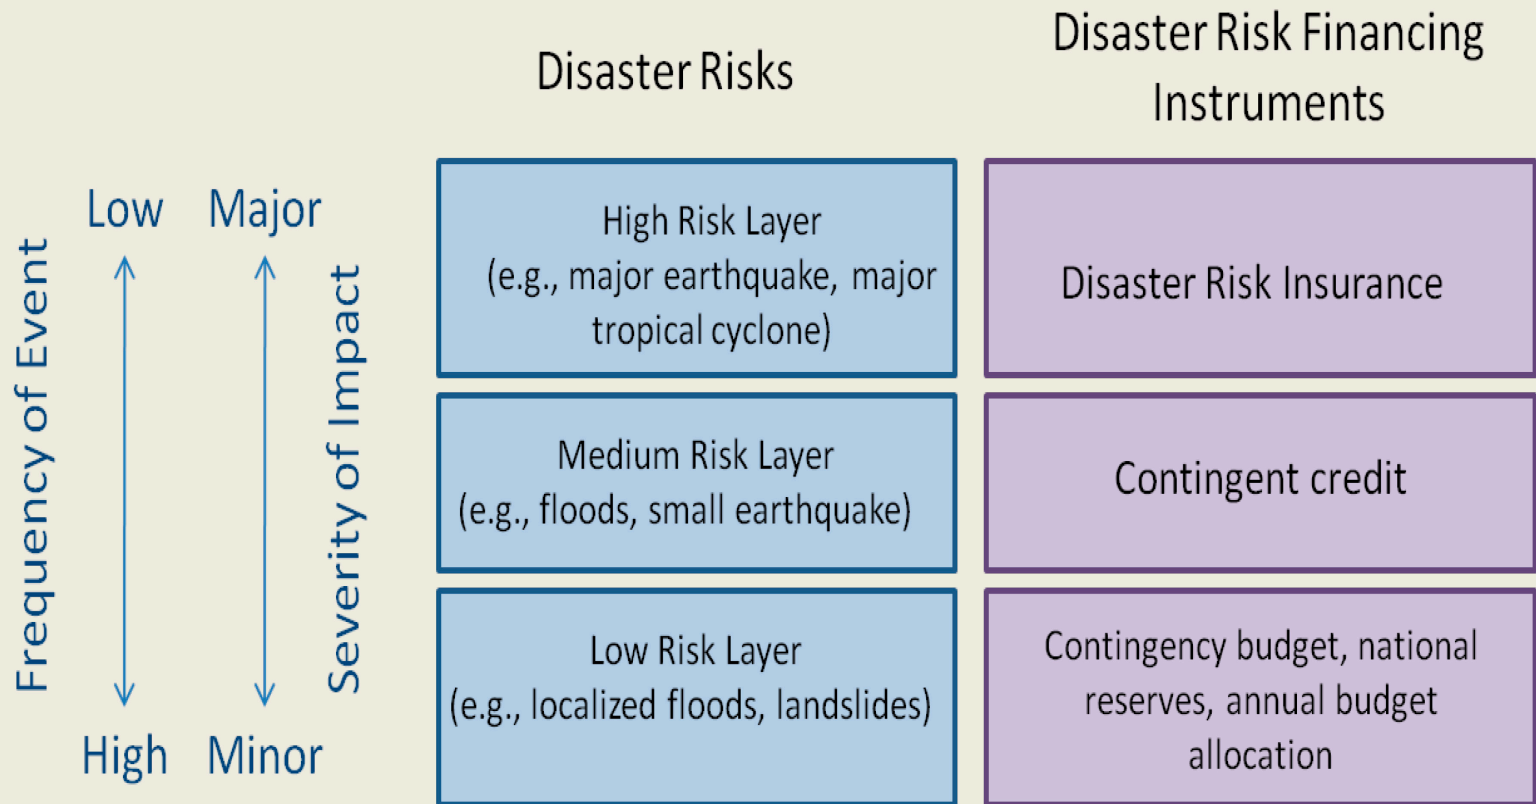 Disaster Risks
Disaster Risk Financing
Instruments
Low Major
Frequency of Event
Severity of Impact
High Minor
High Risk Layer
(e.g., major earthquake, major
tropical cyclone)
Disaster Risk Insurance
Medium Risk Layer
(e.g., floods, small earthquake)
Contingent credit
Low Risk Layer
(e.g., localized floods, landslides)
Contingency budget, national
reserves, annual budget
allocation